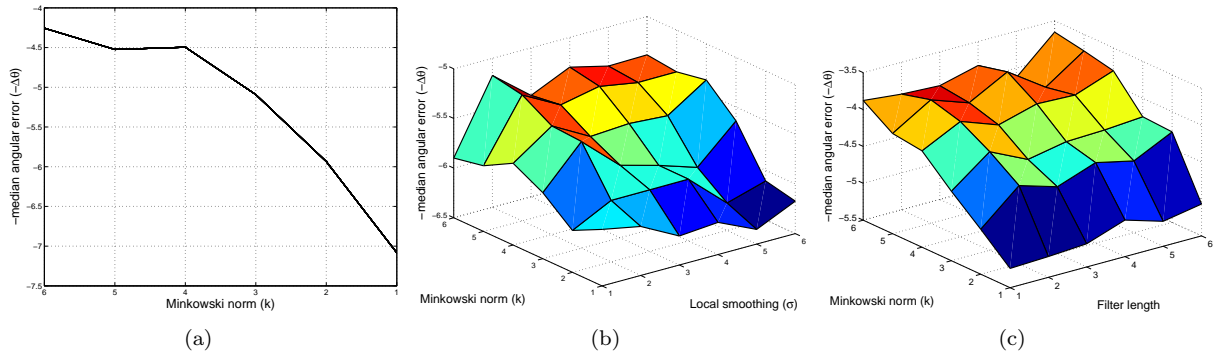 −4
−4.5
−5
−5.5
−6
−6.5
−7
−7.5
−median angular error (−Δθ)
6 5 4 3 2 1
Minkowski norm (k)
(a)
−5
−5.5
−6
−6.5
−median angular error (−Δθ)
6 5 4 3 2 1
Minkowski norm (k)
1 2 3 4 5 6
Local smoothing (σ)
(b)
−3.5
−4
−4.5
−5
−5.5
−median angular error (−Δθ)
6 5 4 3 2 1
Minkowski norm (k)
1 2 3 4 5 6
Filter length
(c)